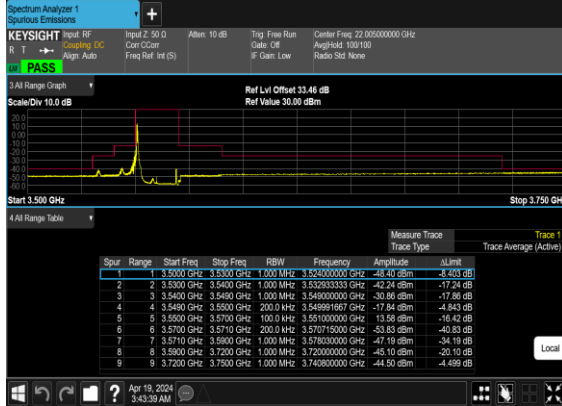 Spectrum Analyzer 1
Spurious Emissions
+
KEYSIGHT Input: RF Input Z: 50 Ω Atten: 10 dB Trig: Free Run Center Freq: 22.005000000 GHz
R T Coupling: DC Corr CCorr Gate: Off Avg|Hold: 100/100
Align: Auto Freq Ref: Int (S) IF Gain: Low Radio Std: None
PASS
3 All Range Graph Ref Lvl Offset 33.46 dB
Scale/Div 10.0 dB Ref Value 30.00 dBm
20.0
10.0
0.00
-10.0
-20.0
-30.0
-40.0
-50.0
-60.0
Start 3.500 GHz Stop 3.750 GH
4 All Range Table
Measure Trace Trace 1
Trace Type Trace Average (Active)
Spur Range Start Freq Stop Freq RBW Frequency Amplitude ΔLimit
1 1 3.5000 GHz 3.5300 GHz 1.000 MHz 3.524000000 GHz -48.40 dBm -8.403 dB
2 2 3.5300 GHz 3.5400 GHz 1.000 MHz 3.532933333 GHz -42.24 dBm -17.24 dB
3 3 3.5400 GHz 3.5490 GHz 1.000 MHz 3.549000000 GHz -30.86 dBm -17.86 dB
4 4 3.5490 GHz 3.5500 GHz 200.0 kHz 3.549991667 GHz -17.84 dBm -4.843 dB
5 5 3.5500 GHz 3.5700 GHz 100.0 kHz 3.551000000 GHz 13.58 dBm -16.42 dB
6 6 3.5700 GHz 3.5710 GHz 200.0 kHz 3.570715000 GHz -53.83 dBm -40.83 dB
7 7 3.5710 GHz 3.5900 GHz 1.000 MHz 3.578030000 GHz -47.19 dBm -34.19 dB
8 8 3.5900 GHz 3.7200 GHz 1.000 MHz 3.720000000 GHz -45.10 dBm -20.10 dB
9 9 3.7200 GHz 3.7500 GHz 1.000 MHz 3.740800000 GHz -44.50 dBm -4.499 dB
Local
? Apr 19, 2024
3:43:39 AM